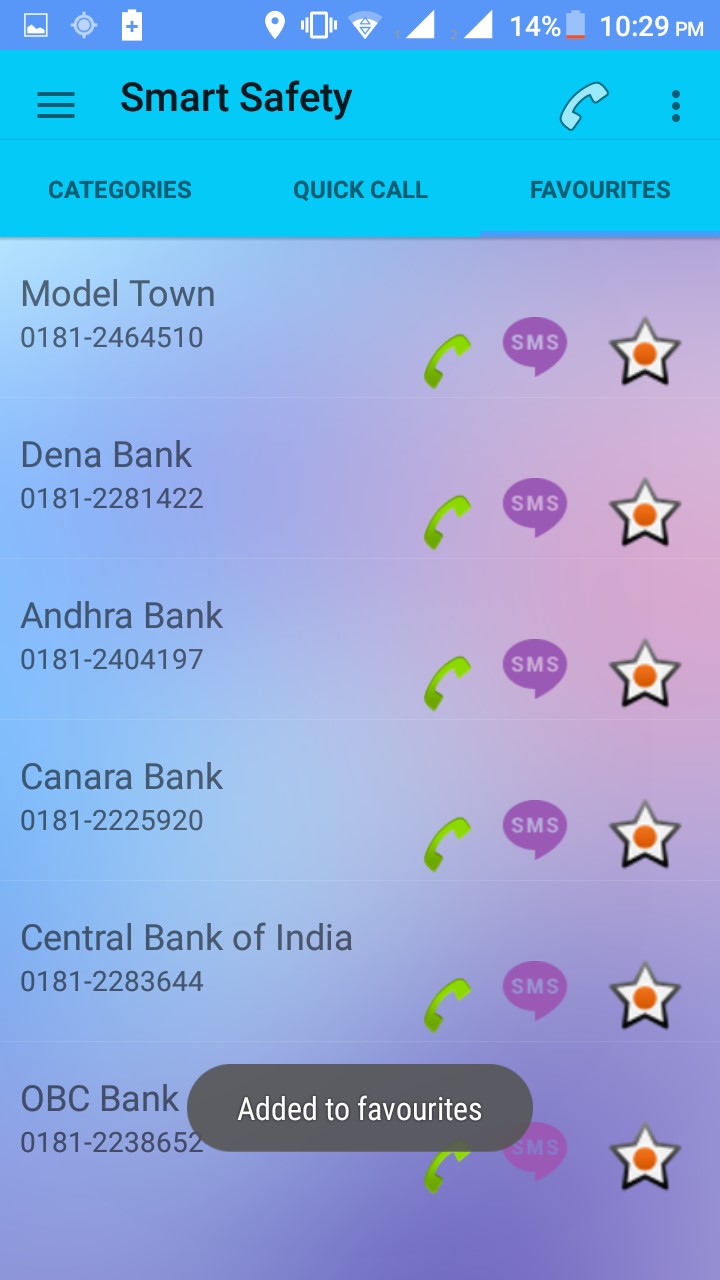 14% 10:29 PM
Smart Safety
CATEGORIES QUICK CALL FAVOURITES
Model Town
0181-2464510
SMS
Dena Bank
0181-2281422
SMS
Andhra Bank
0181-2404197
SMS
Canara Bank
0181-2225920
SMS
Central Bank of India
0181-2283644
SMS
OBC Bank
Added to favourites
0181-2238652
SMS